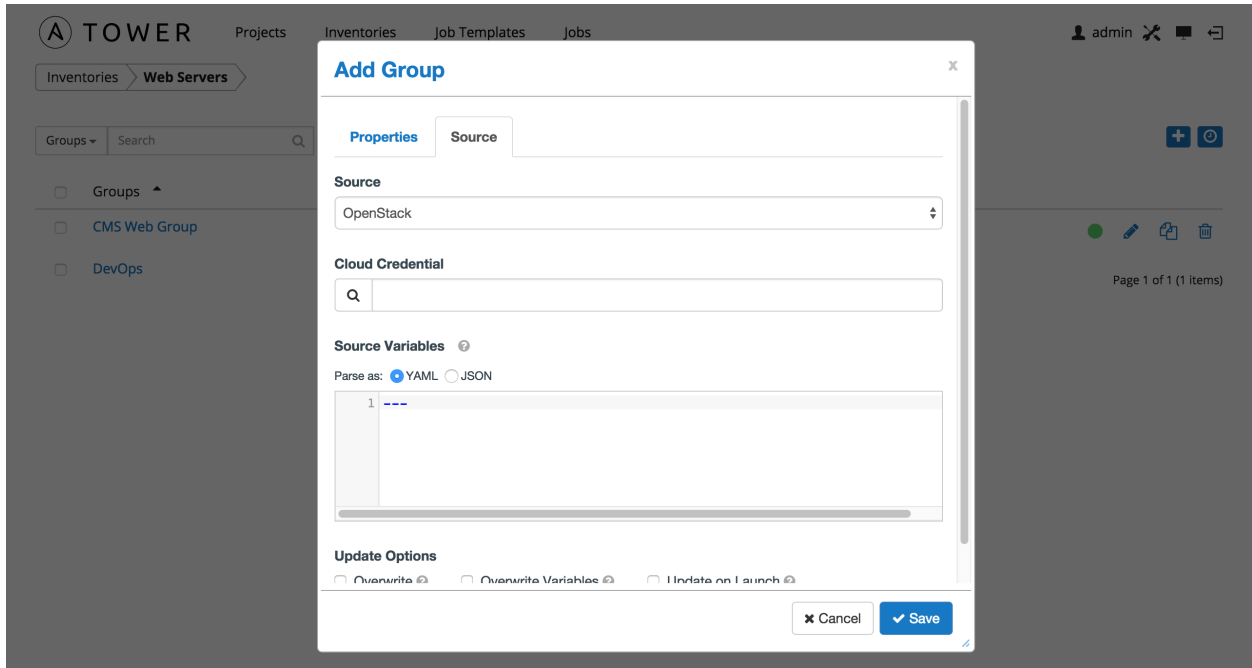 TOWER Projects Inventories Job Templates Jobs admin
Inventories Web Servers
Add Group x
Groups Search
Properties Source
Source
Groups
OpenStack
CMS Web Group
Cloud Credential
DevOps
Page 1 of 1 (1 items)
Source Variables ?
Parse as: YAML JSON
1 ---
Update Options
Overwrite ? Overwrite Variables ? Update on Launch ?
Cancel Save